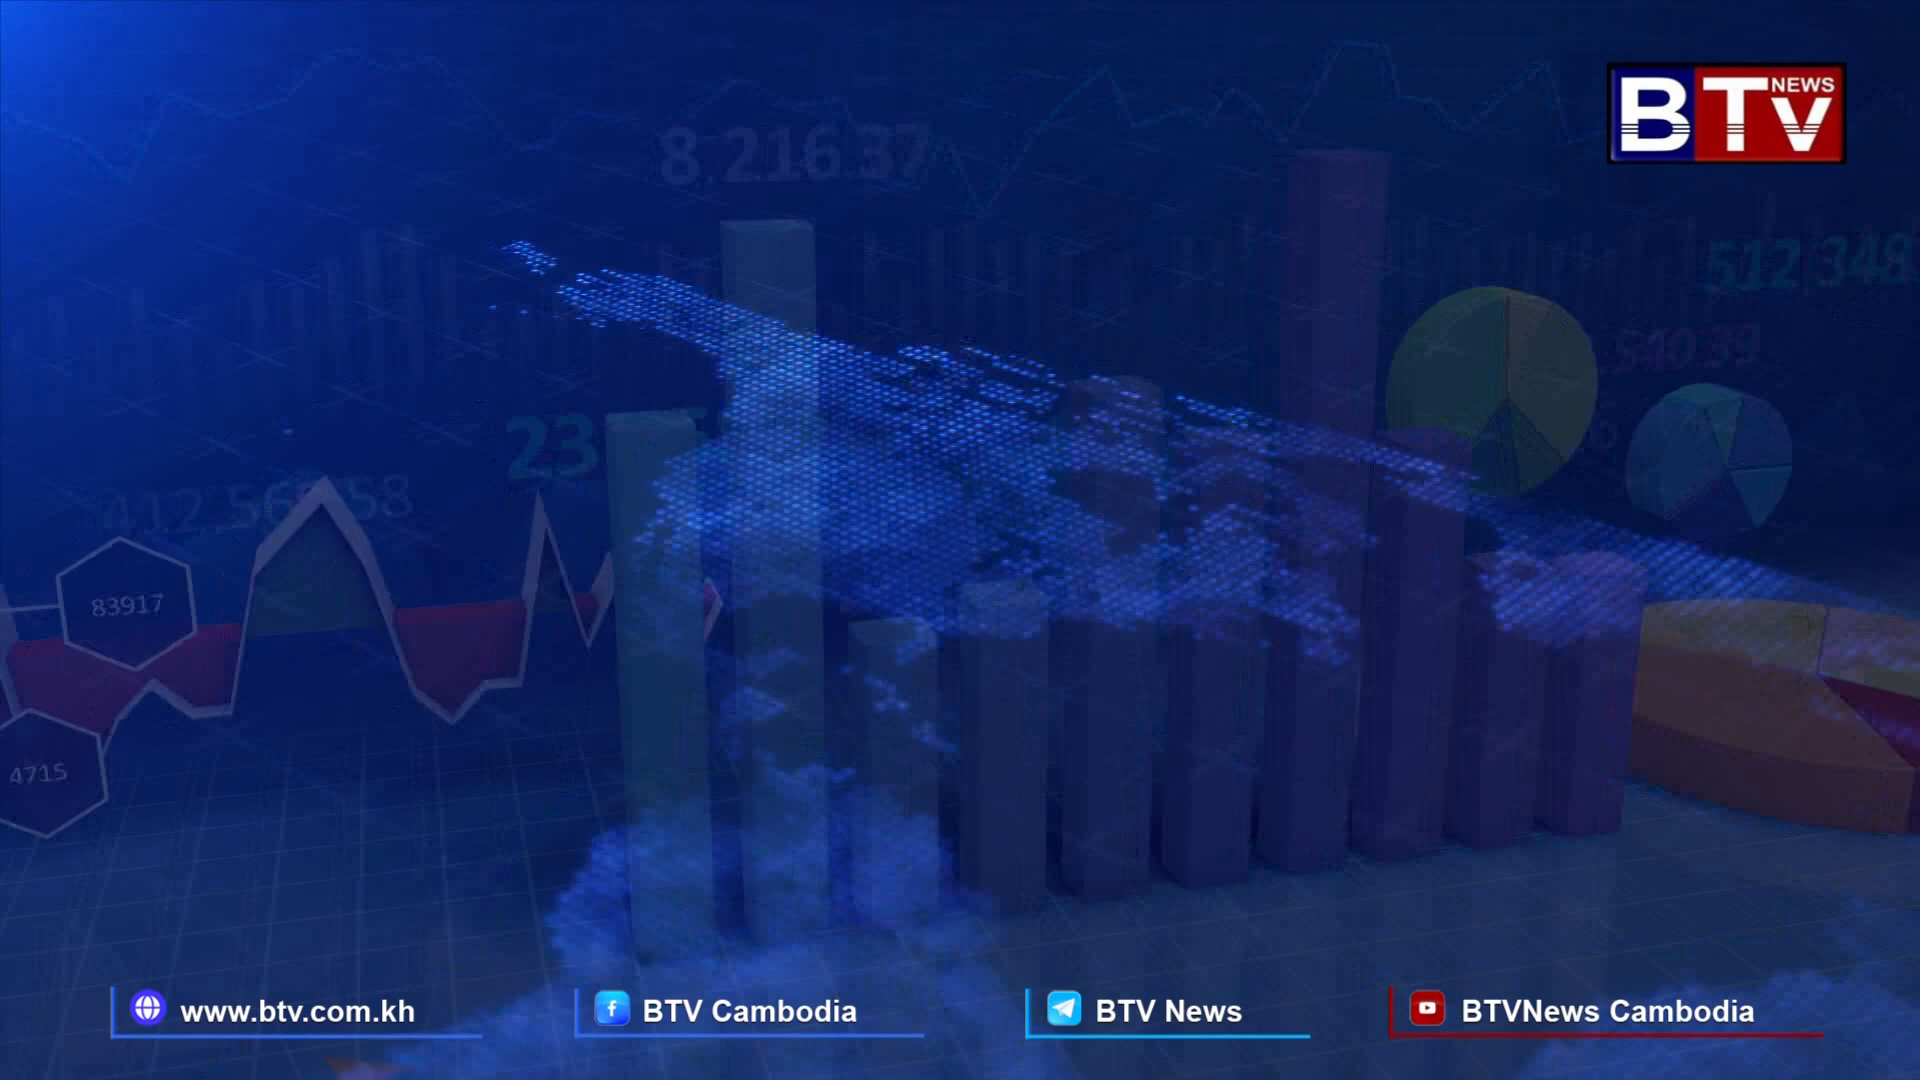 BTV NEWS
8.216.37
512 348
540.39
23
83917
4715
www.btv.com.kh
BTV Cambodia
BTV News
BTVNews Cambodia